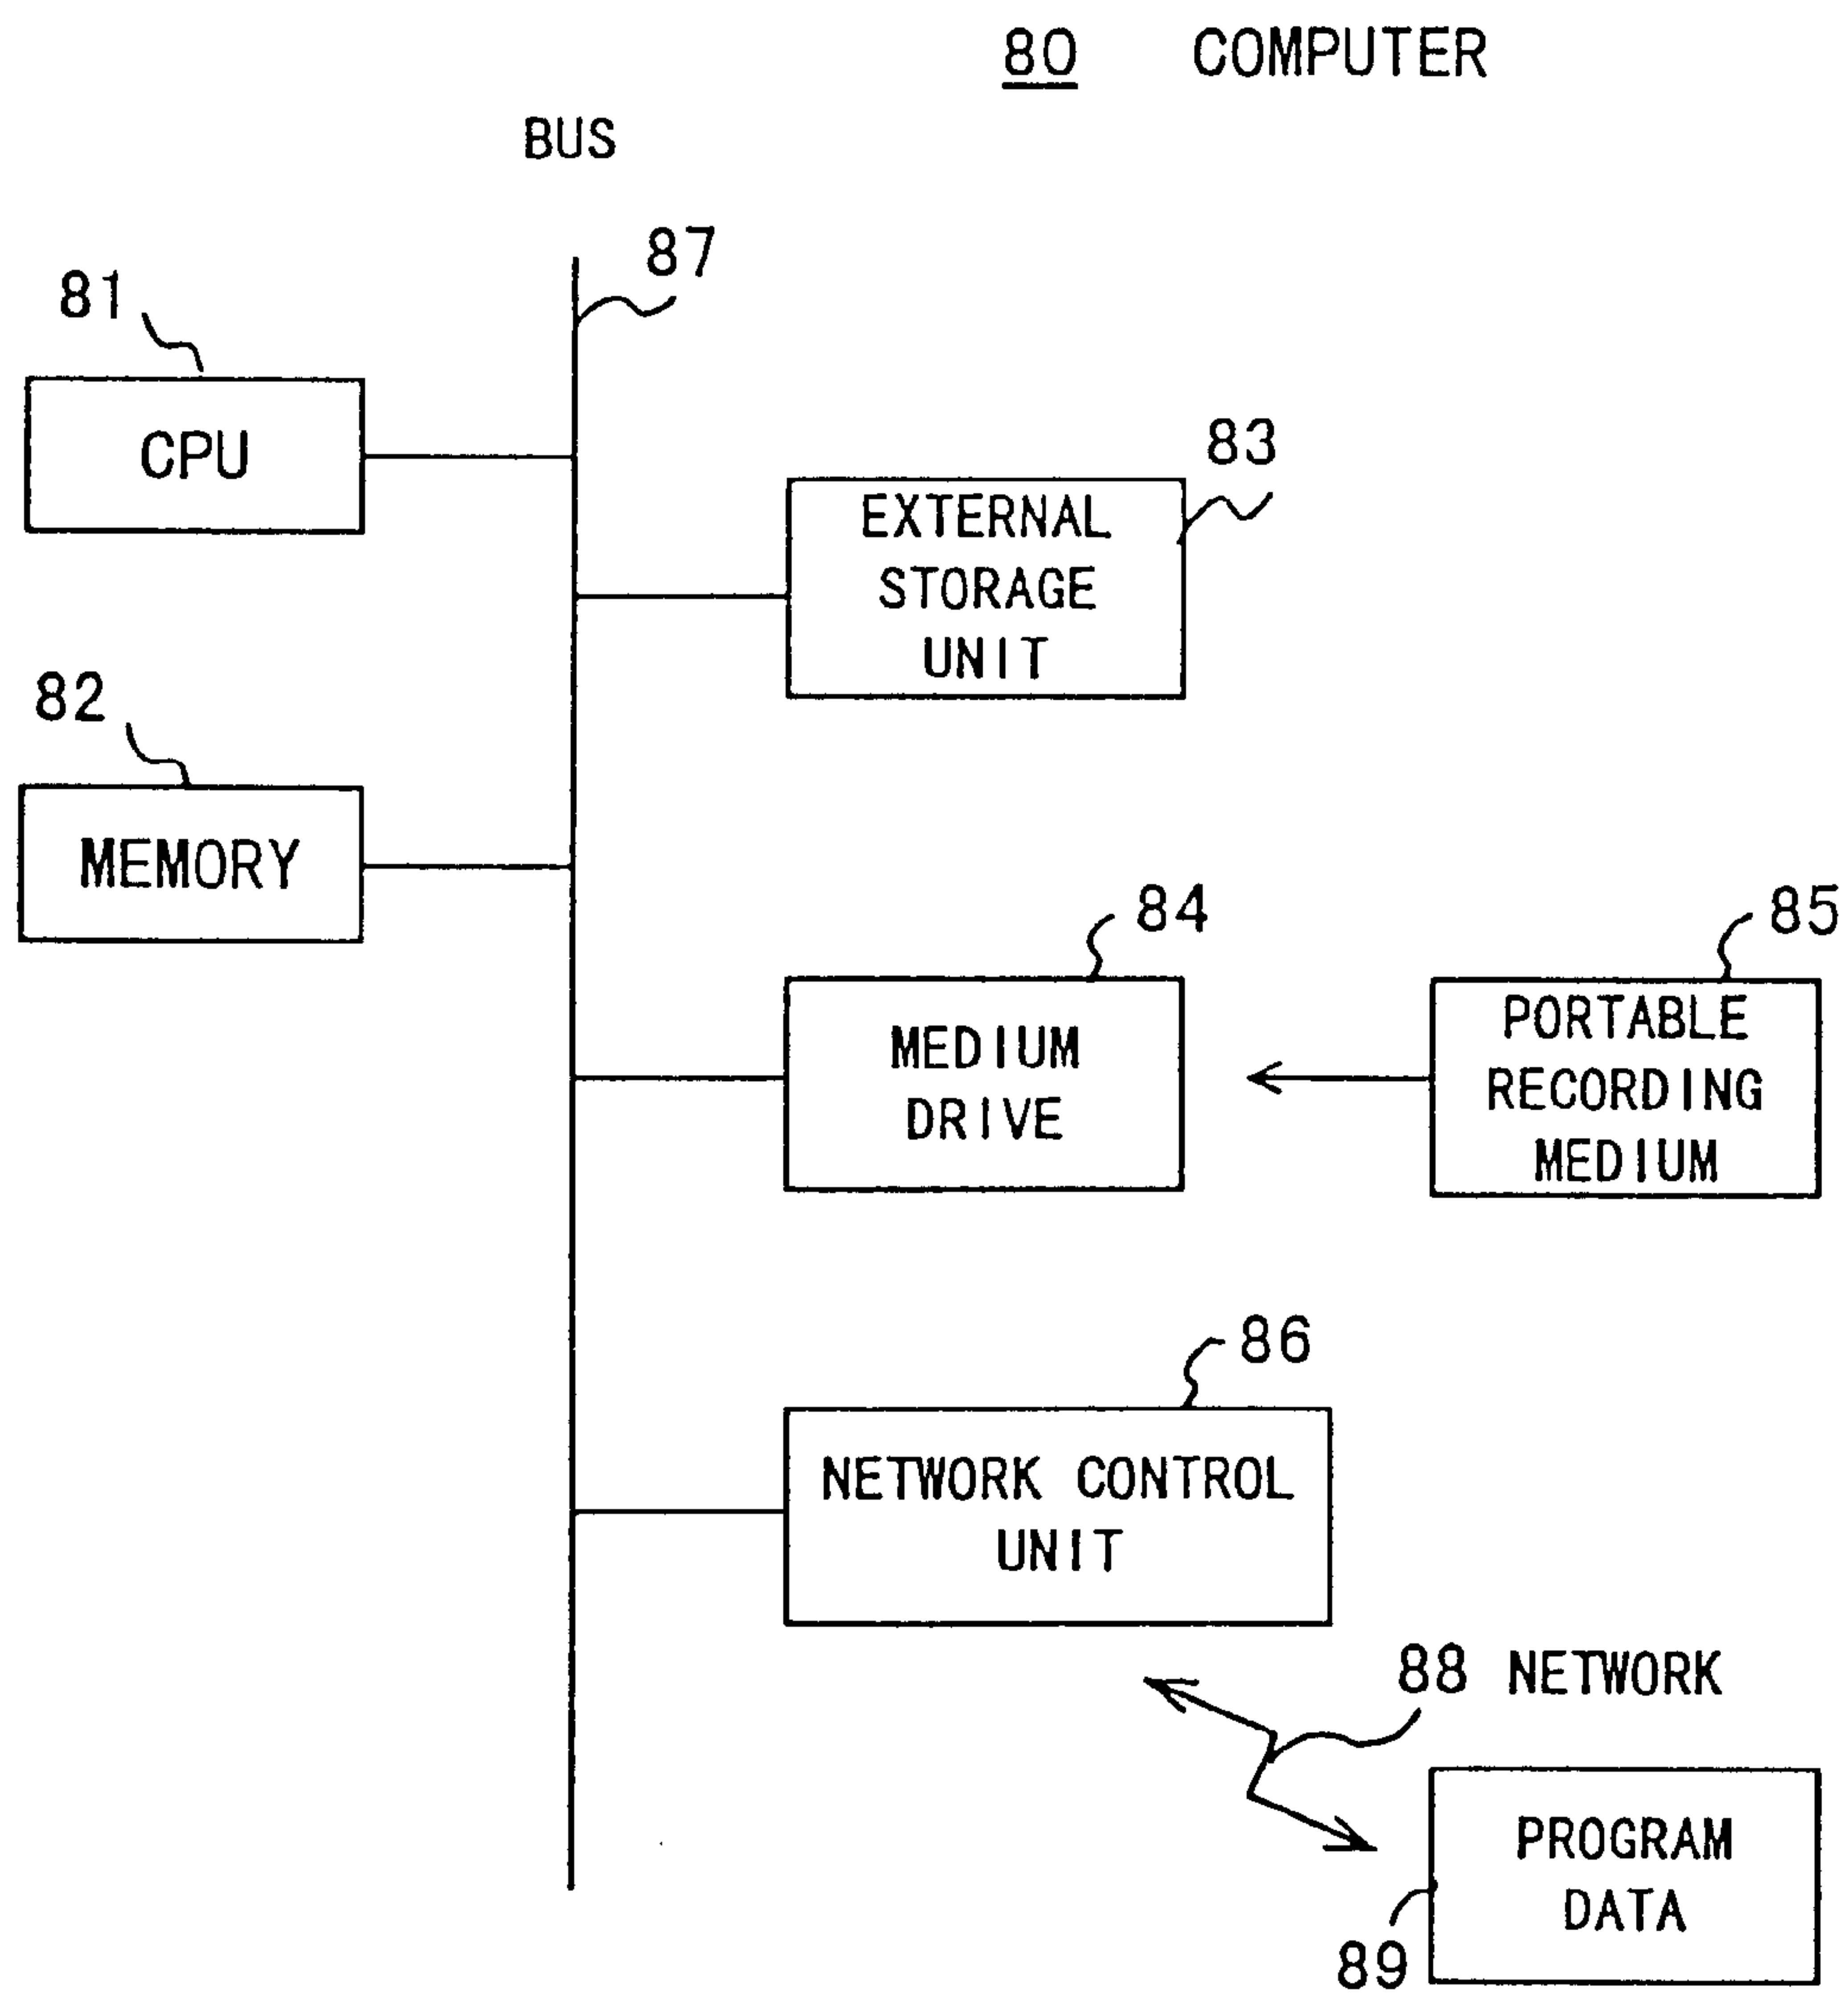 80 COMPUTER
BUS
87
81
CPU
83
EXTERNAL
STORAGE
UNIT
82
MEMORY
84
85
MEDIUM
DRIVE
PORTABLE
RECORDING
MEDIUM
86
NETWORK CONTROL
UNIT
88 NETWORK
PROGRAM
DATA
89